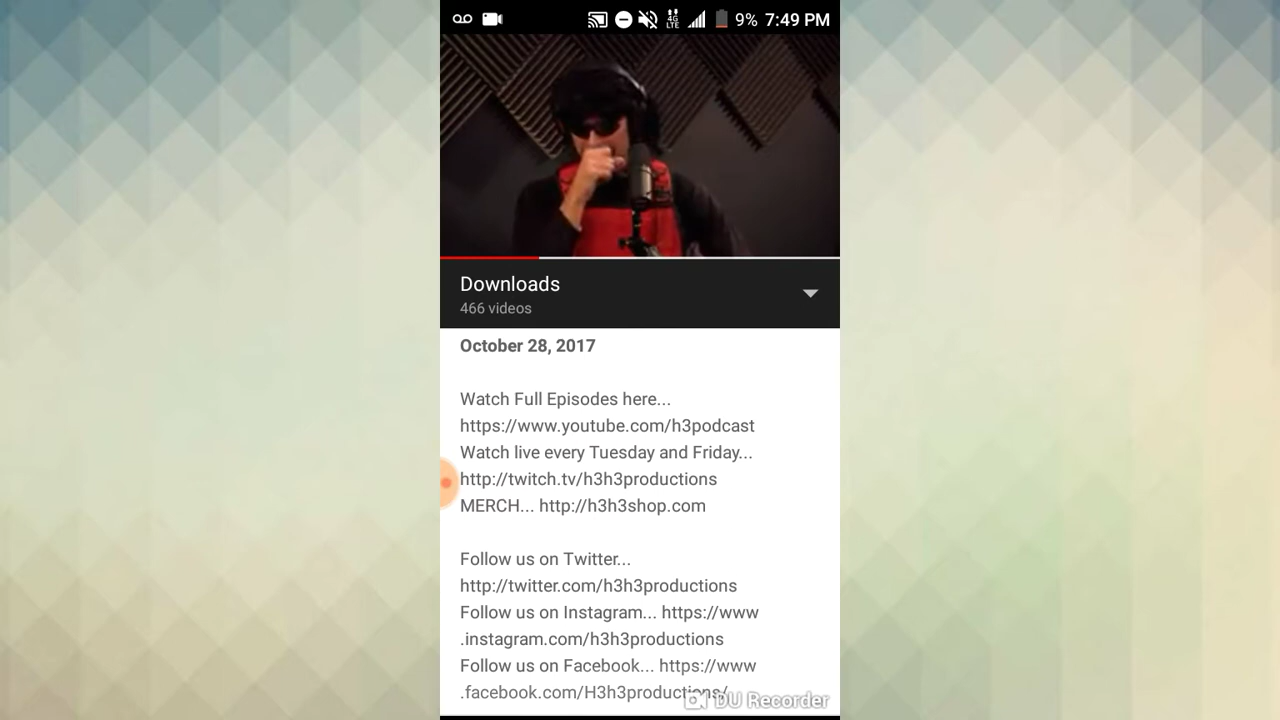 9% 7:49 PM
4G
LTE
Downloads
466 videos
October 28, 2017
Watch Full Episodes here...
https://www.youtube.com/h3podcast
Watch live every Tuesday and Friday...
http://twitch.tv/h3h3productions
MERCH... http://h3h3shop.com
Follow us on Twitter...
http://twitter.com/h3h3productions
Follow us on Instagram... https://www
.instagram.com/h3h3productions
Follow us on Facebook... https://www
.facebook.com/H3h3productions/
DU Recorder